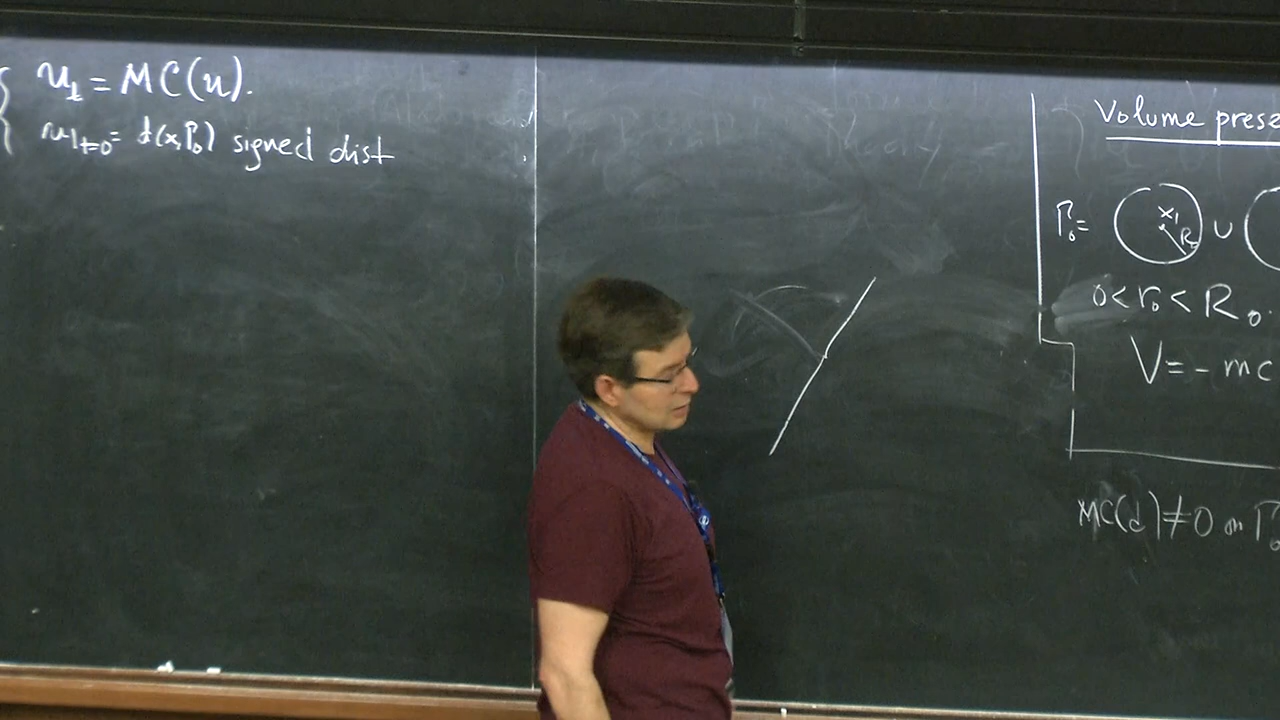 u_t = MC(u).
u|_{t=0} = d(x, Γ_0) signed dist
Theory
Volume prese
Γ_0 = x_1 R_0 ∪
0 < r_0 < R_0.
V = - mc
MC(d) ≠ 0 on Γ_0